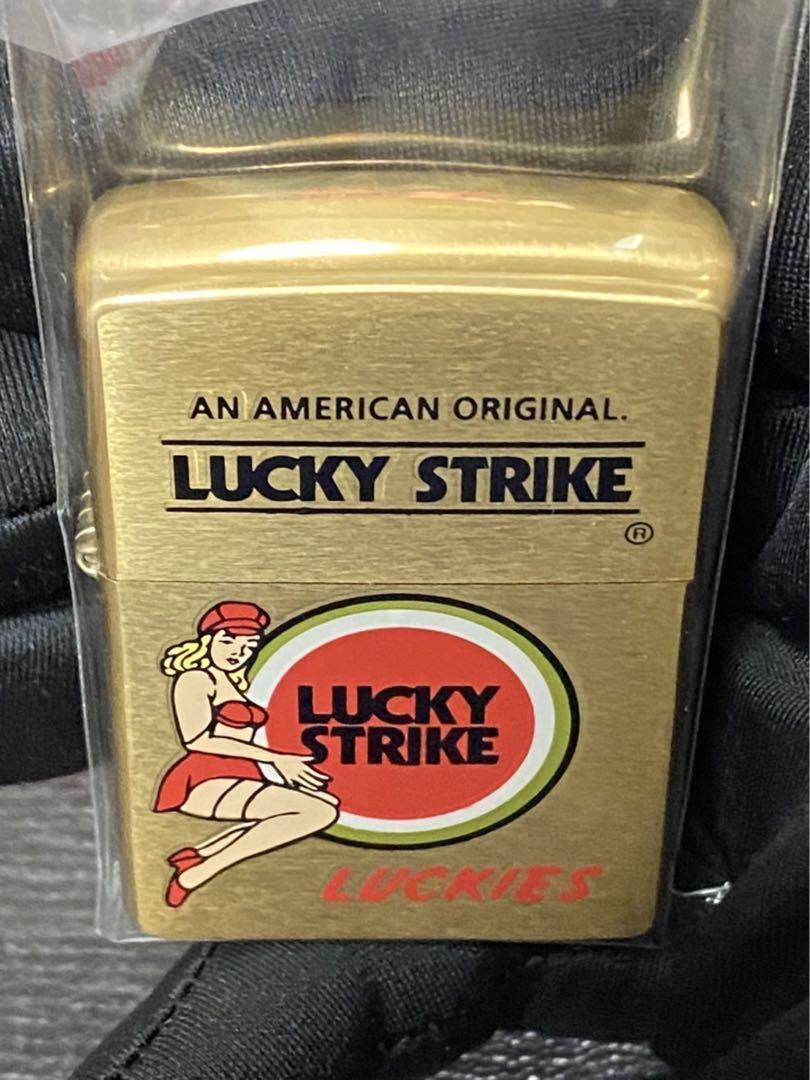 AN AMERICAN ORIGINAL.
LUCKY STRIKE
®
LUCKY
STRIKE
LUCKIES